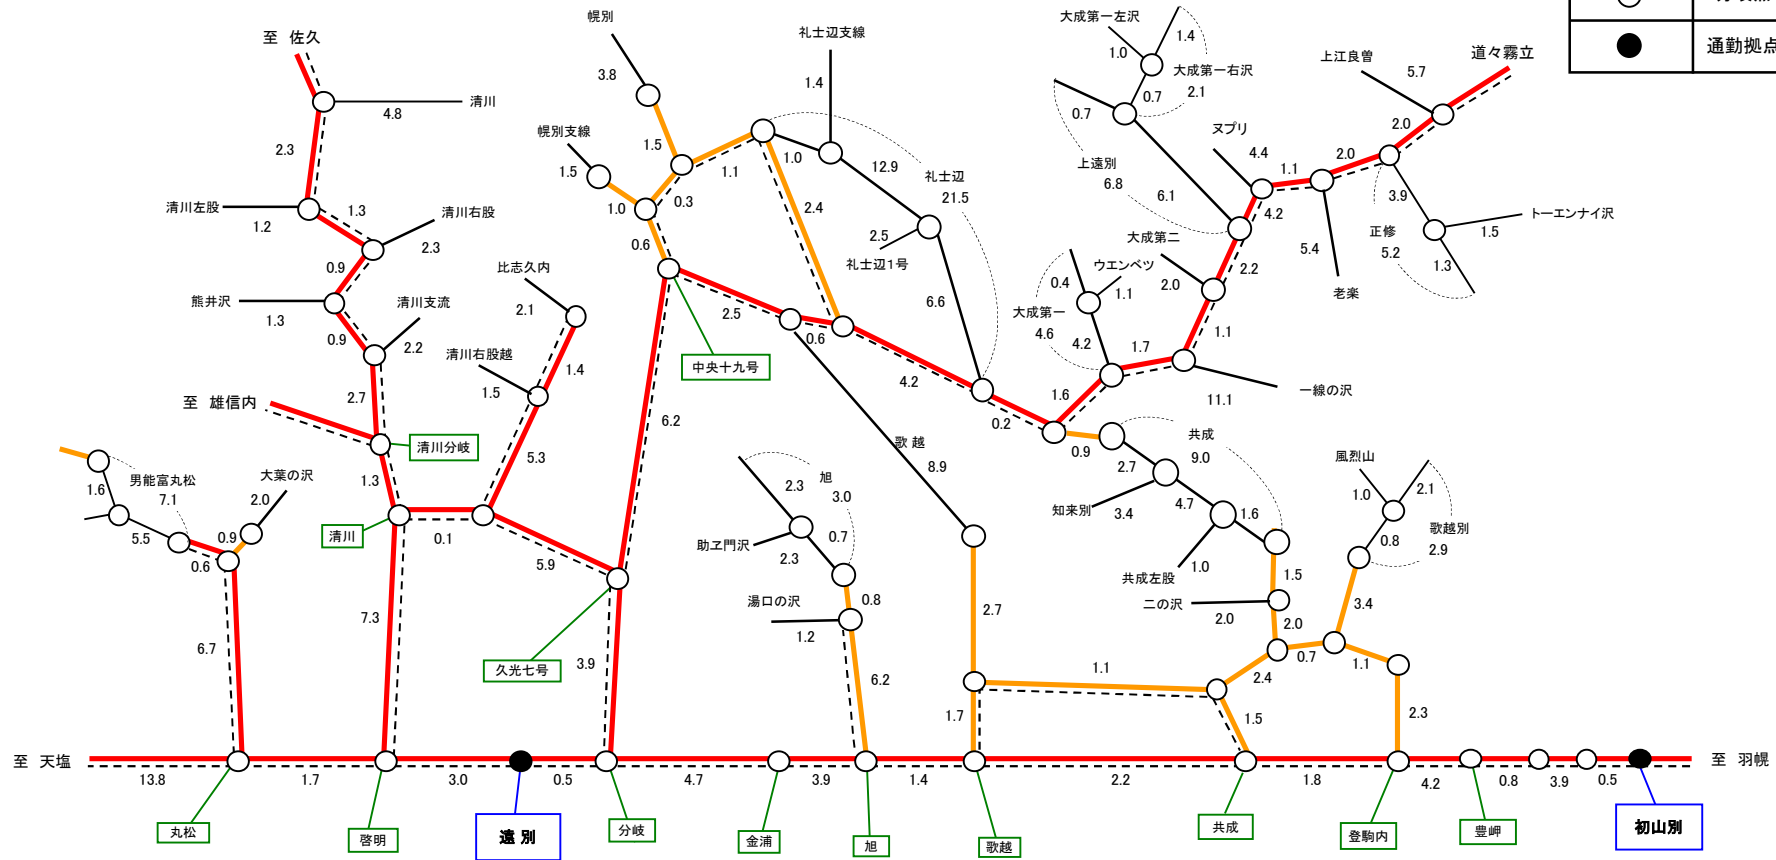 通勤拠点
至 佐久
清川
4.8
2.3
清川左股
1.2
1.3
清川右股
2.3
0.9
熊井沢
1.3
0.9
清川支流
2.2
2.7
至 雄信内
清川分岐
1.3
清川
0.1
比志久内
2.1
清川右股越
1.5
1.4
5.3
5.9
7.3
男能富丸松
7.1
1.6
5.5
大葉の沢
2.0
0.9
0.6
6.7
幌別
3.8
幌別支線
1.5
1.5
1.0
0.3
0.6
1.1
礼士辺支線
1.4
1.0
12.9
礼士辺
21.5
2.4
2.5
礼士辺1号
6.6
中央十九号
2.5
0.6
4.2
0.2
6.2
久光七号
3.9
歌 越
8.9
旭
3.0
2.3
0.7
助ヱ門沢
2.3
湯口の沢
1.2
0.8
6.2
2.7
1.7
1.1
大成第一左沢
1.0
1.4
大成第一右沢
2.1
0.7
0.7
上遠別
6.8
6.1
ヌプリ
4.4
1.1
4.2
2.2
大成第二
2.0
1.1
ウエンベツ
1.1
0.4
大成第一
4.6
4.2
1.7
1.6
一線の沢
11.1
上江良曽
5.7
道々霧立
2.0
2.0
5.4
老楽
3.9
トーエンナイ沢
1.5
正修
5.2
1.3
0.9
共成
9.0
2.7
知来別
3.4
4.7
1.6
共成左股
1.0
1.5
二の沢
2.0
2.0
0.7
2.4
1.5
風烈山
1.0
2.1
0.8
歌越別
2.9
3.4
1.1
2.3
至 天塩
13.8
1.7
3.0
0.5
4.7
3.9
1.4
2.2
1.8
4.2
0.8
3.9
0.5
至 羽幌
丸松
啓明
遠 別
分岐
金浦
旭
歌越
共成
登駒内
豊岬
初山別